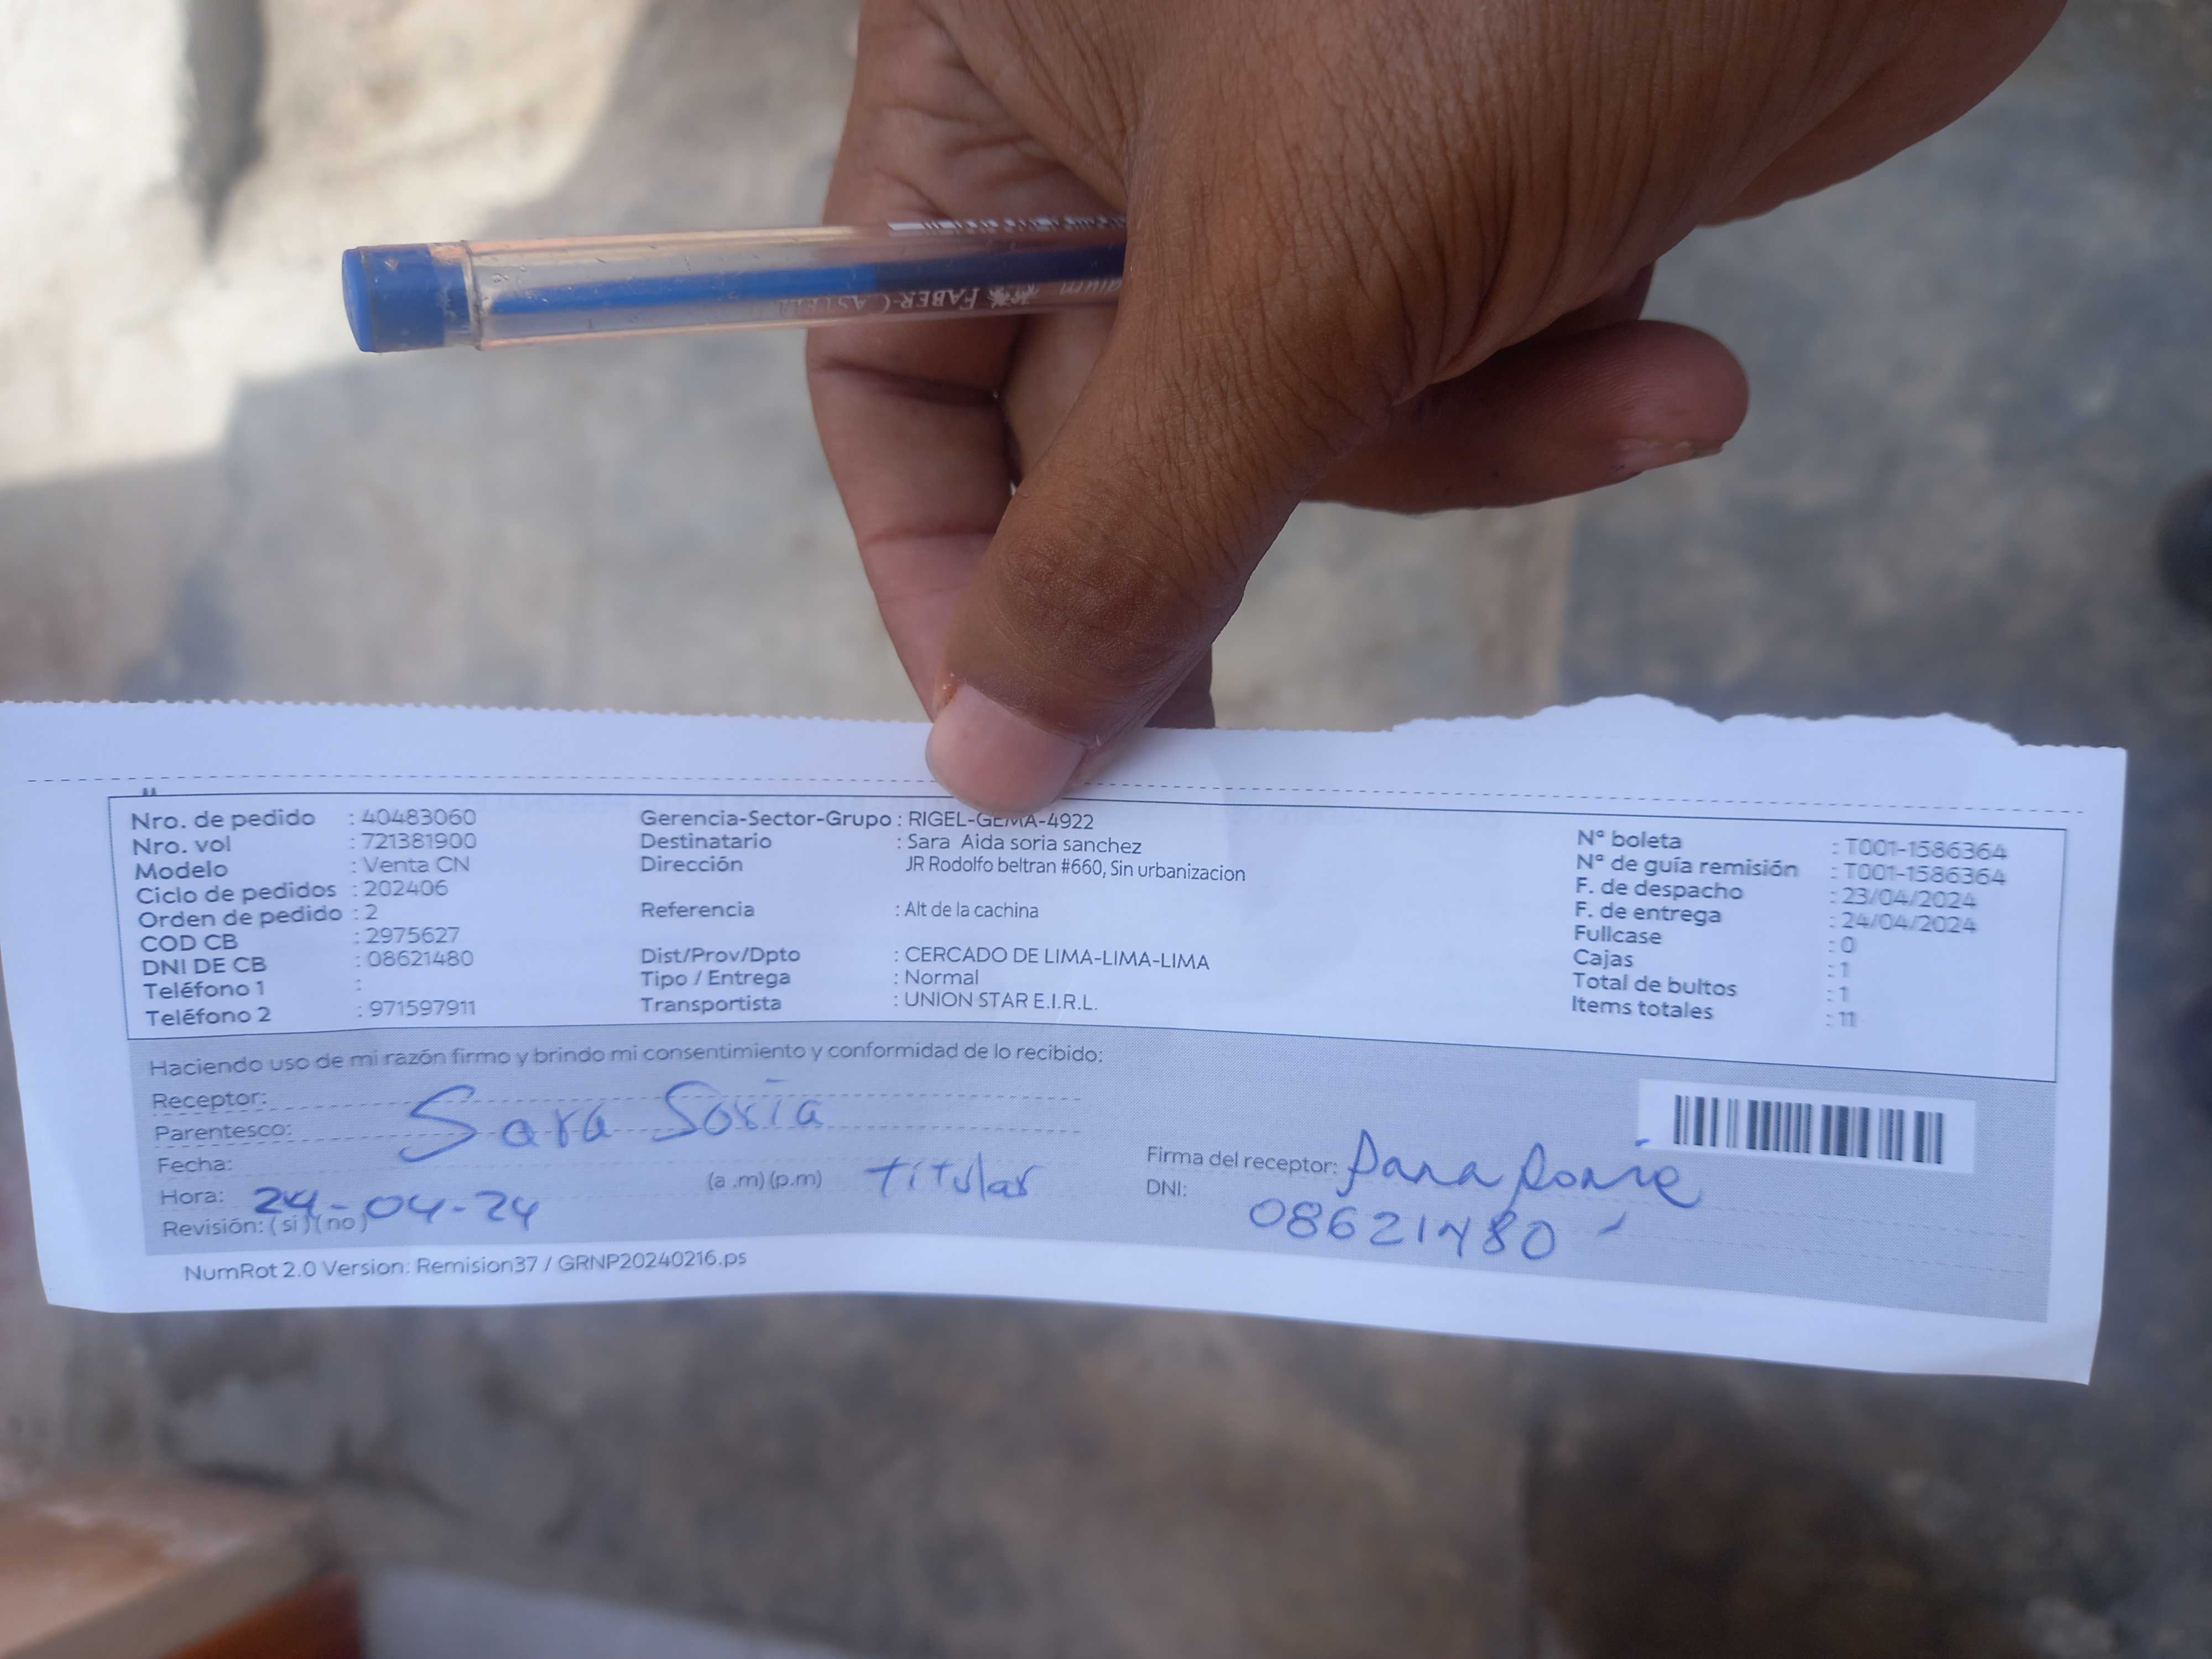 FABER-CASTELL
Nro. de pedido : 40483060
Nro. vol : 721381900
Modelo : Venta CN
Ciclo de pedidos : 202406
Orden de pedido : 2
COD CB : 2975627
DNI DE CB : 08621480
Teléfono 1 :
Teléfono 2 : 971597911
Gerencia-Sector-Grupo : RIGEL-GEMA-4922
Destinatario : Sara Aida soria sanchez
Dirección JR Rodolfo beltran #660, Sin urbanizacion
Referencia : Alt de la cachina
Dist/Prov/Dpto : CERCADO DE LIMA-LIMA-LIMA
Tipo / Entrega : Normal
Transportista : UNION STAR E.I.R.L.
N° boleta : T001-1586364
N° de guía remisión : T001-1586364
F. de despacho : 23/04/2024
F. de entrega : 24/04/2024
Fullcase : 0
Cajas : 1
Total de bultos : 1
Items totales : 11
Haciendo uso de mi razón firmo y brindo mi consentimiento y conformidad de lo recibido:
Receptor:
Sara Soria
Parentesco:
Fecha:
(a .m) (p.m) titular
Hora: 24-04-24
Revisión: (si) (no)
Firma del receptor: Sara Soria
DNI: 08621480
NumRot 2.0 Version: Remision37 / GRNP20240216.ps